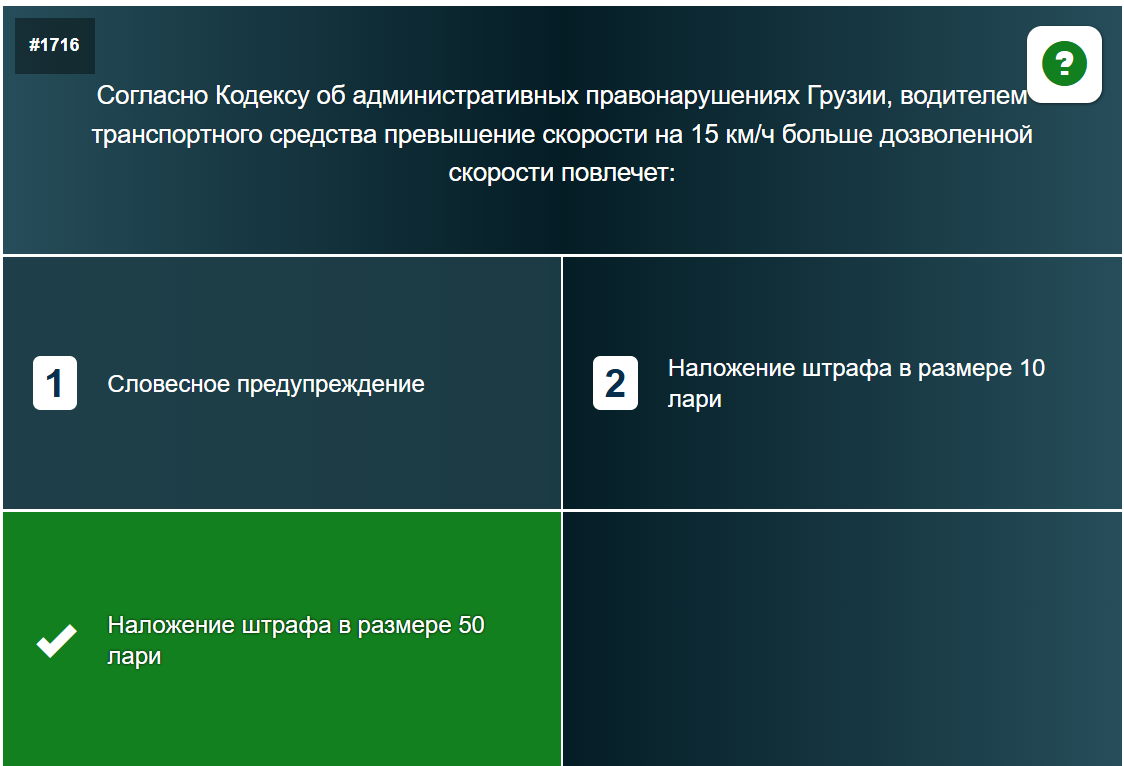 #1716
?
Согласно Кодексу об административных правонарушениях Грузии, водителем
транспортного средства превышение скорости на 15 км/ч больше дозволенной
скорости повлечет:
1
Словесное предупреждение
2
Наложение штрафа в размере 10
лари
Наложение штрафа в размере 50
лари